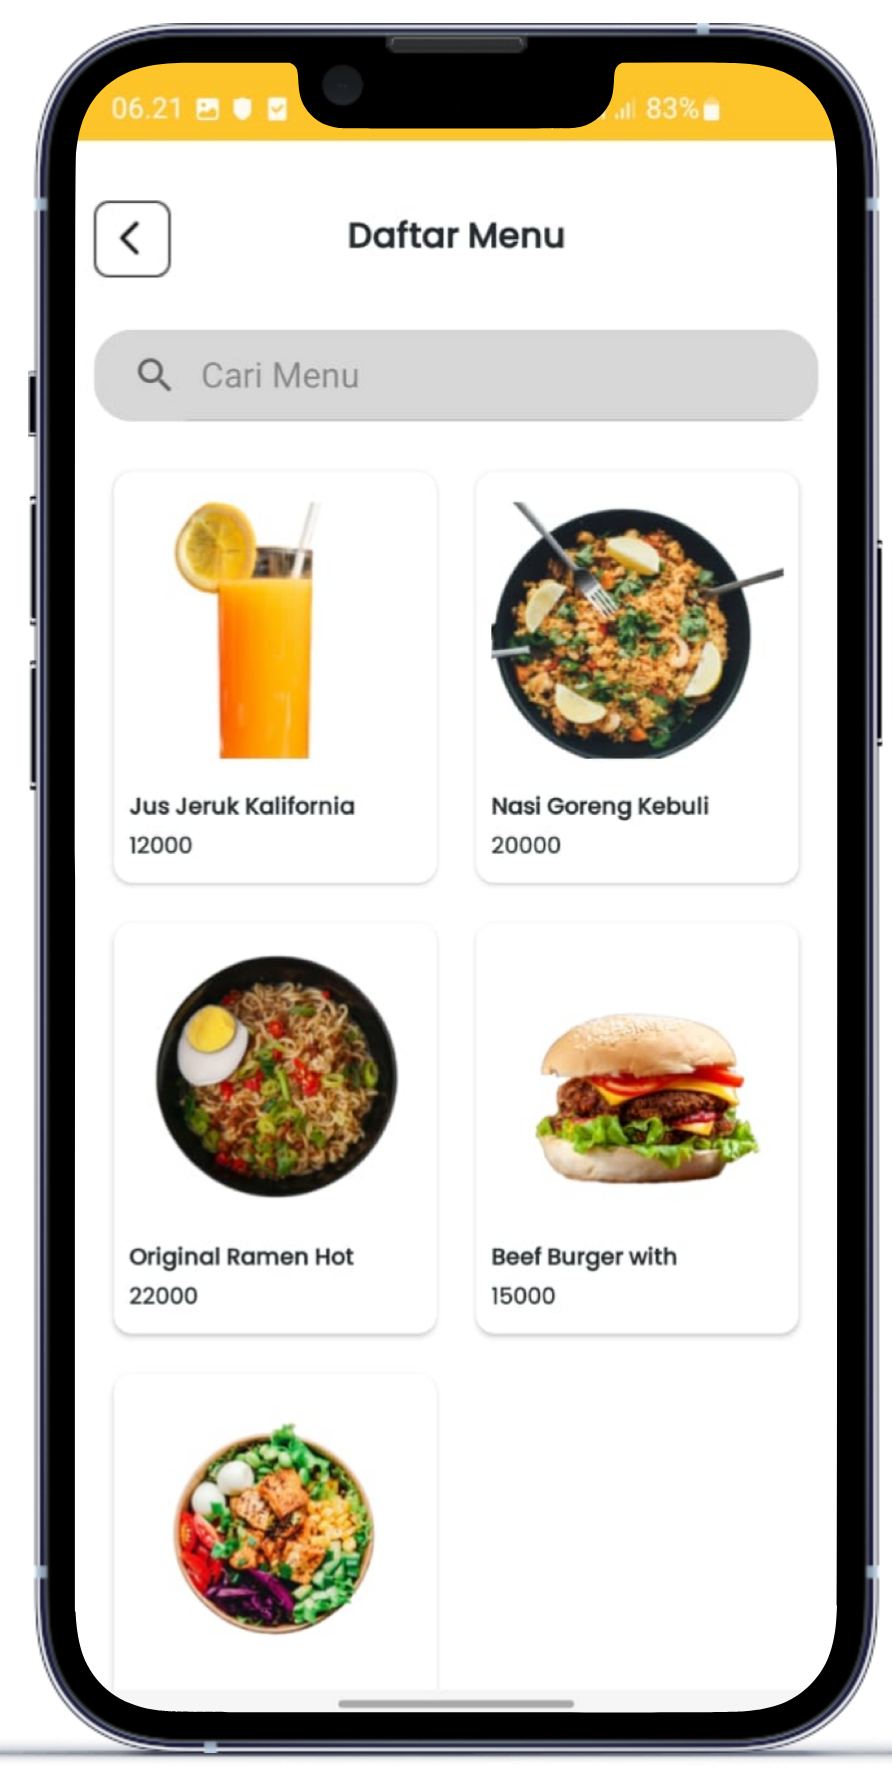 06.21
83%
Daftar Menu
Cari Menu
Jus Jeruk Kalifornia
12000
Nasi Goreng Kebuli
20000
Original Ramen Hot
22000
Beef Burger with
15000